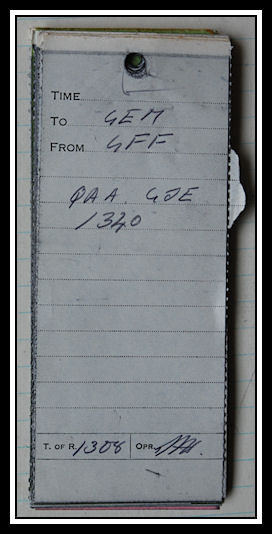 TIME
TO GEM
FROM GFF
QAA. GJE
1340
T. OF R. 1308 OPR.